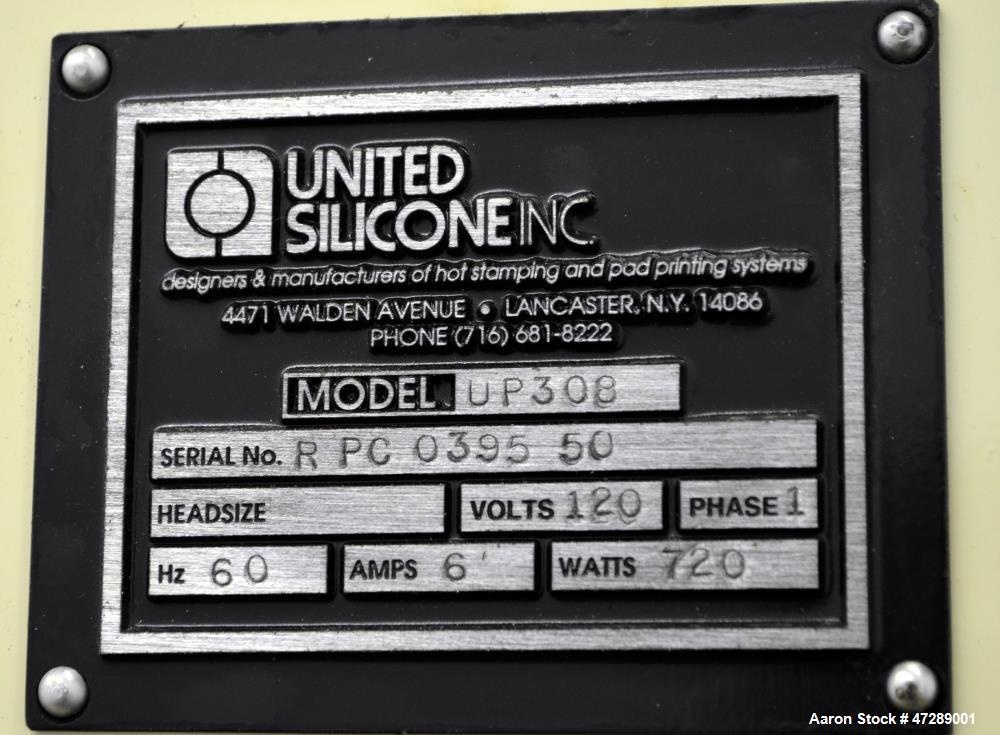 UNITED
SILICONE INC.
designers & manufacturers of hot stamping and pad printing systems
4471 WALDEN AVENUE • LANCASTER, N.Y. 14086
PHONE (716) 681-8222
MODEL UP308
SERIAL No. R PC 0395 50
HEADSIZE VOLTS 120 PHASE 1
Hz 60 AMPS 6 WATTS 720
Aaron Stock # 47289001